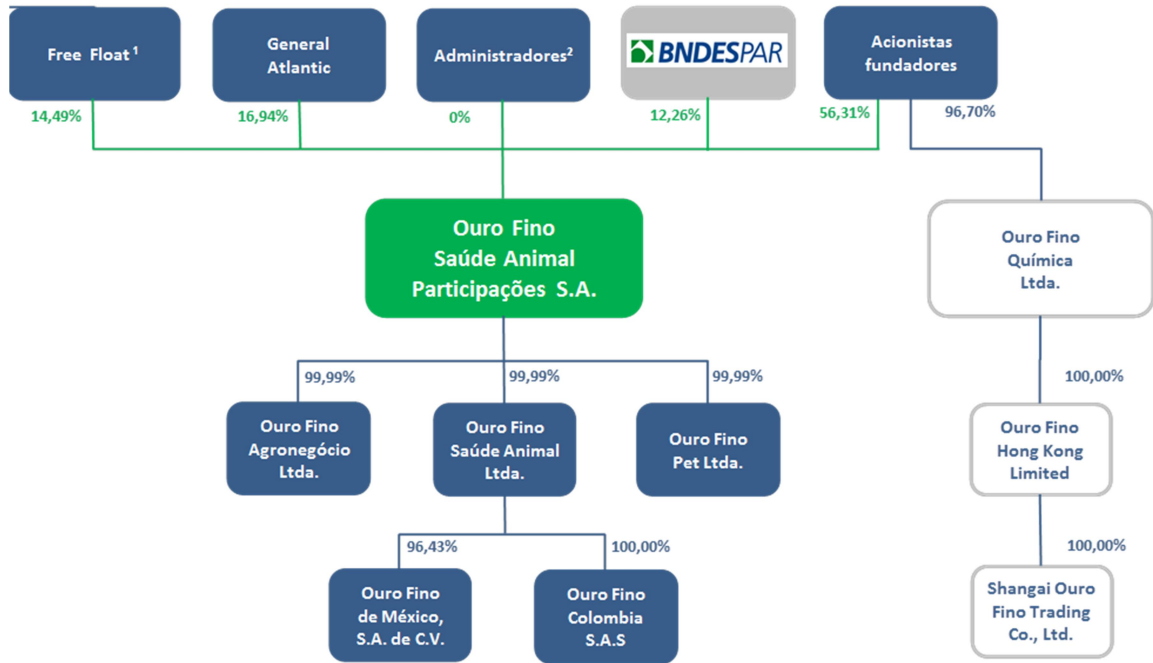 Free Float ¹
General
Atlantic
Administradores²
BNDESPAR
Acionistas
fundadores
14,49%
16,94%
0%
12,26%
56,31%
96,70%
Ouro Fino
Saúde Animal
Participações S.A.
Ouro Fino
Química
Ltda.
99,99%
99,99%
99,99%
100,00%
Ouro Fino
Agronegócio
Ltda.
Ouro Fino
Saúde Animal
Ltda.
Ouro Fino
Pet Ltda.
Ouro Fino
Hong Kong
Limited
96,43%
100,00%
100,00%
Ouro Fino
de México,
S.A. de C.V.
Ouro Fino
Colombia
S.A.S
Shangai Ouro
Fino Trading
Co., Ltd.